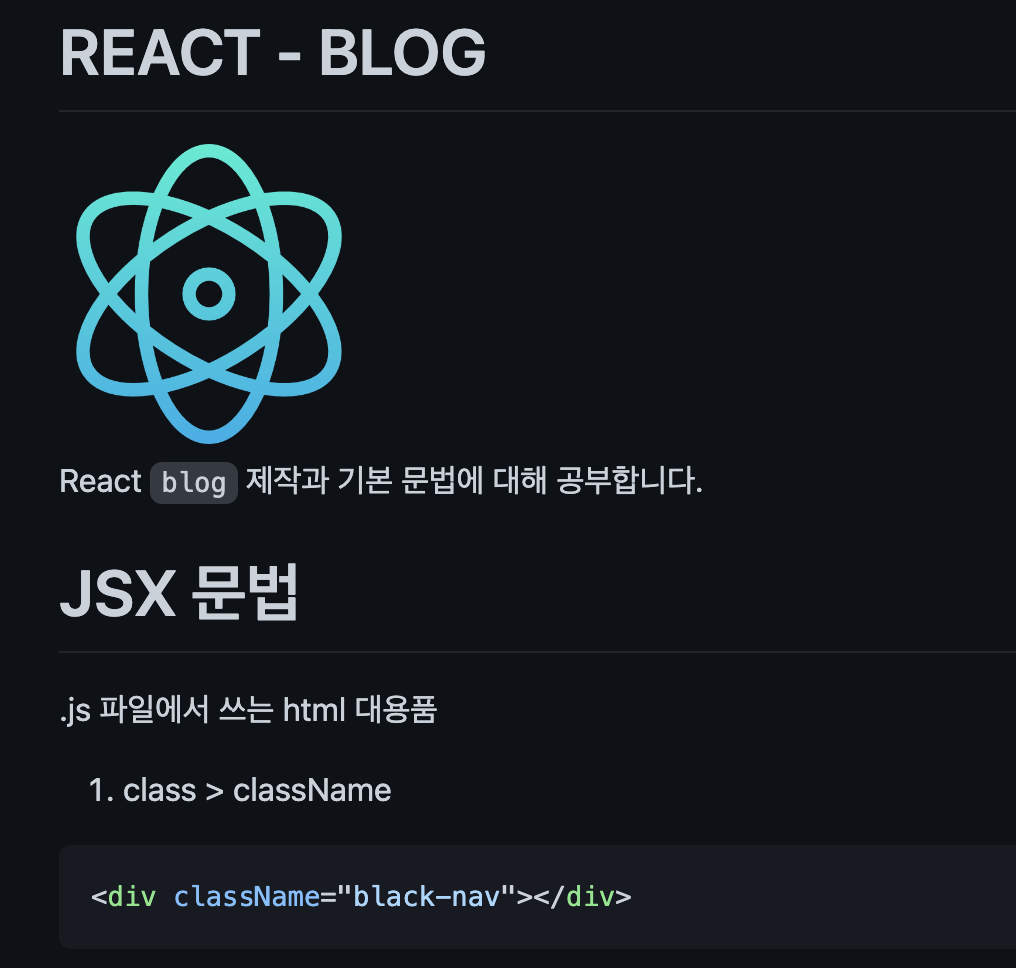 REACT - BLOG
React blog 제작과 기본 문법에 대해 공부합니다.
JSX 문법
.js 파일에서 쓰는 html 대용품
1. class > className
<div className="black-nav"></div>